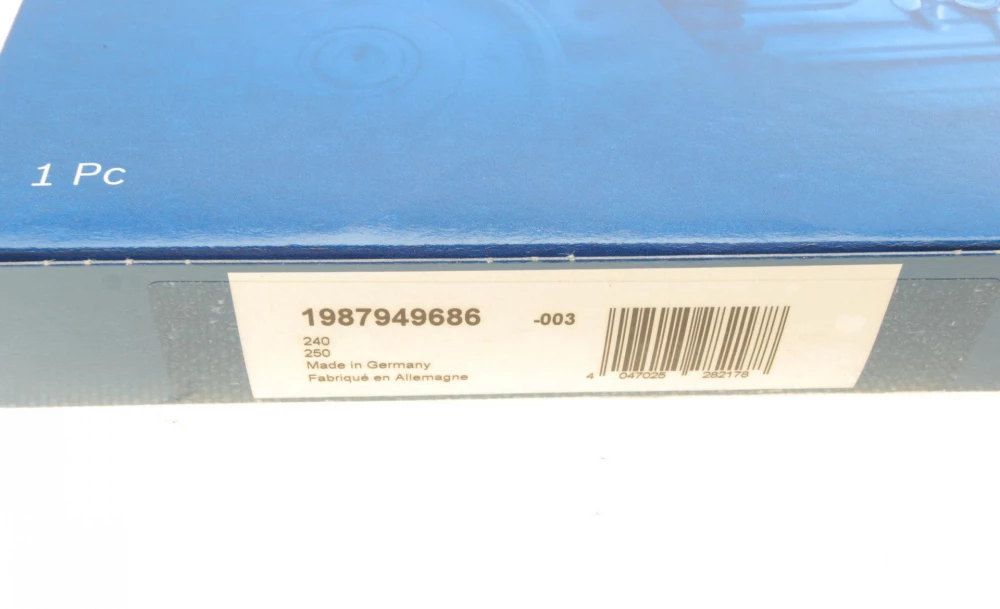 1 Pc
1987949686 -003
240
250
Made in Germany
Fabriqué en Allemagne
4 047025 282178